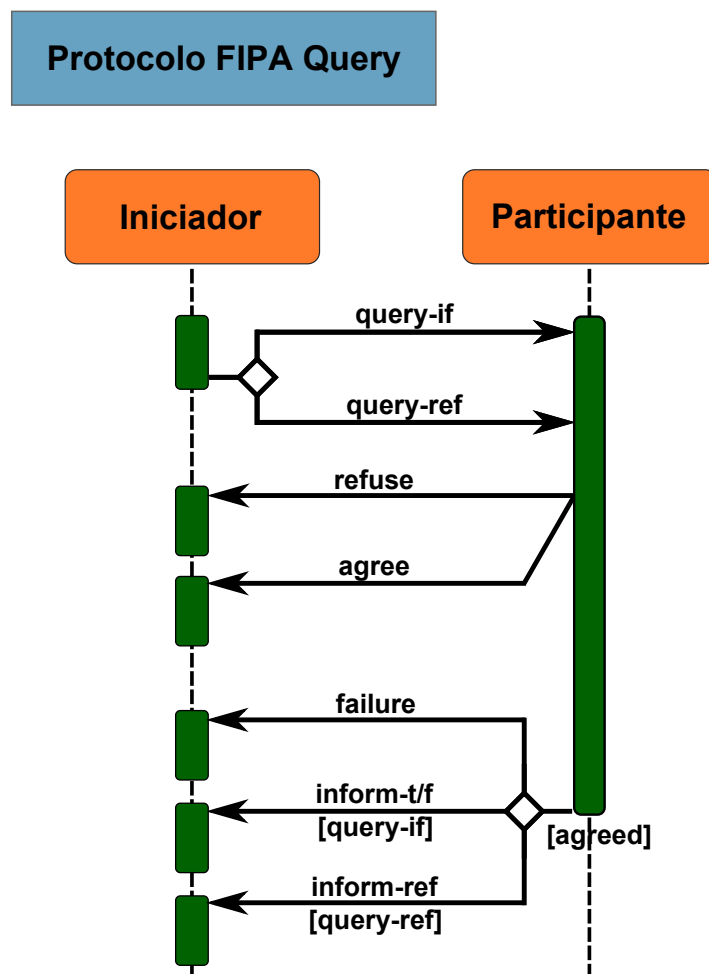 Protocolo FIPA Query
Iniciador
Participante
query-if
query-ref
refuse
agree
failure
inform-t/f
[query-if]
[agreed]
inform-ref
[query-ref]